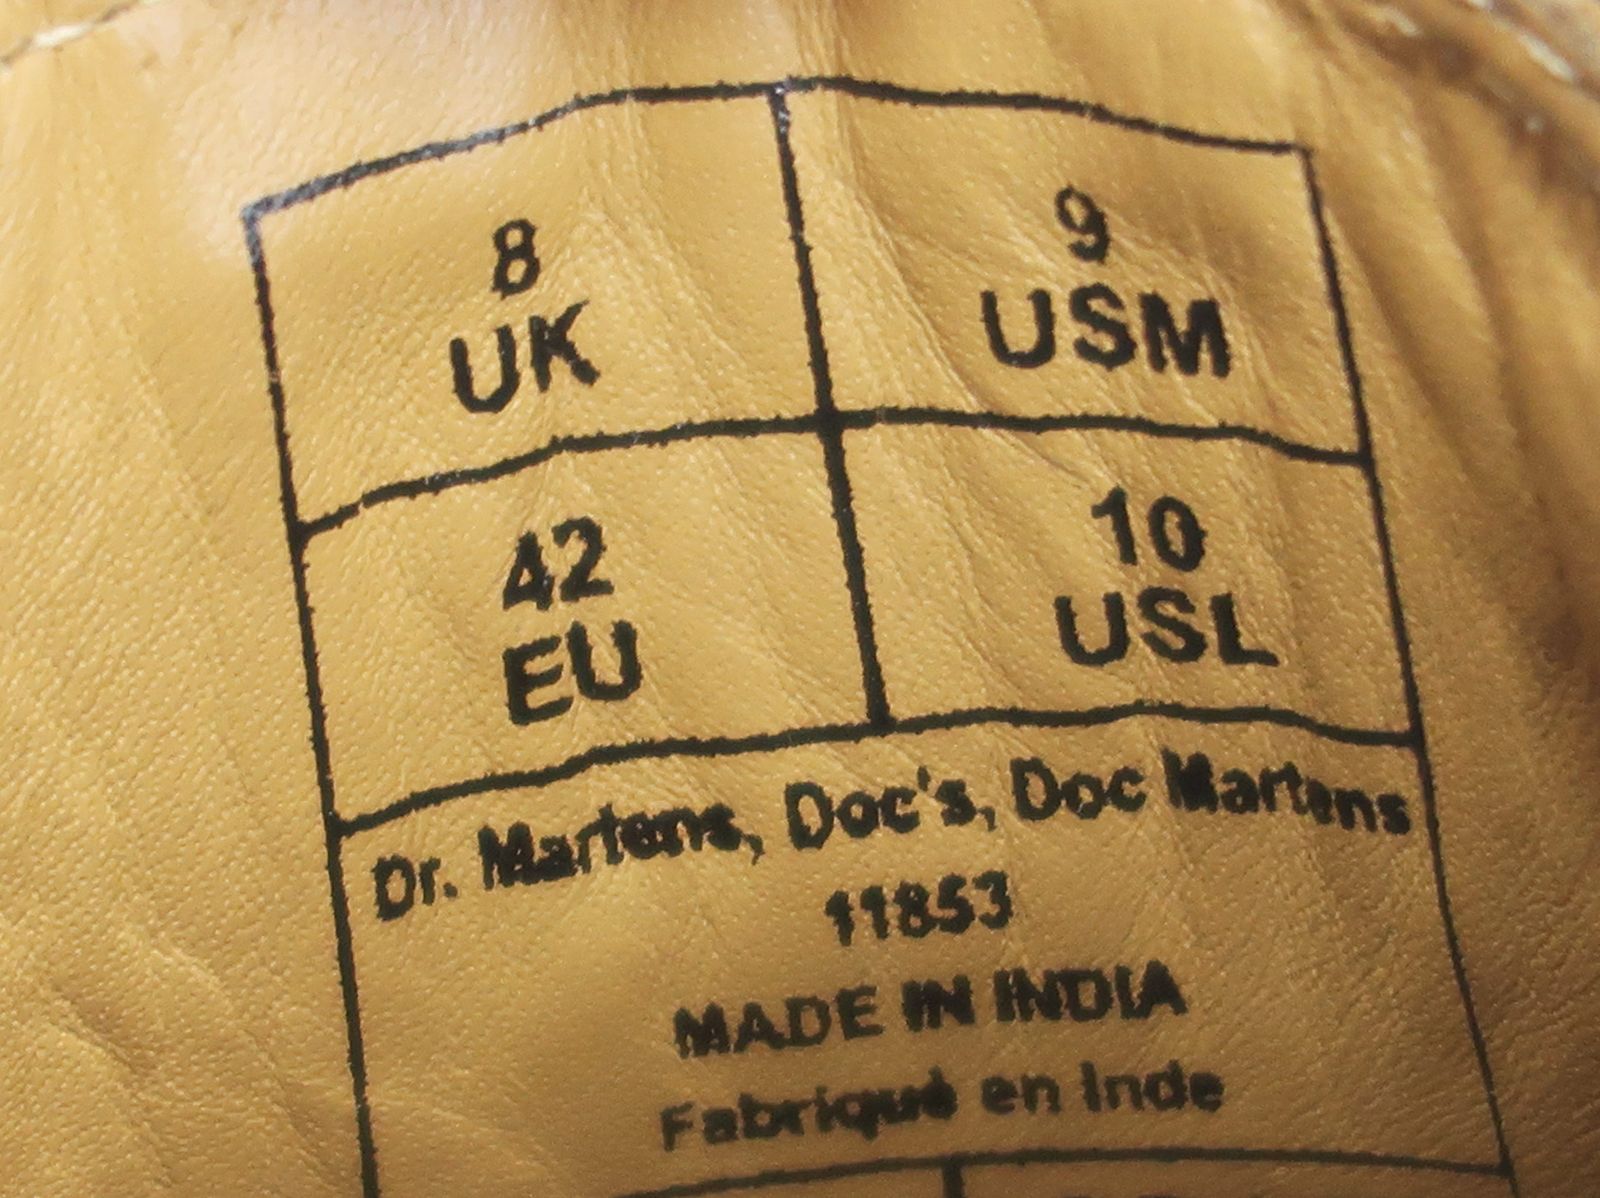 8
UK
9
USM
42
EU
10
USL
Dr. Martens, Doc's, Doc Martens
11853
MADE IN INDIA
Fabriqué en Inde